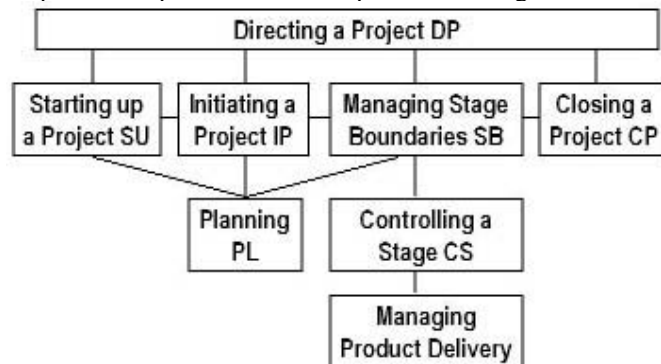 Directing a Project DP
Starting up
a Project SU
Initiating a
Project IP
Managing Stage
Boundaries SB
Closing a
Project CP
Planning
PL
Controlling a
Stage CS
Managing
Product Delivery